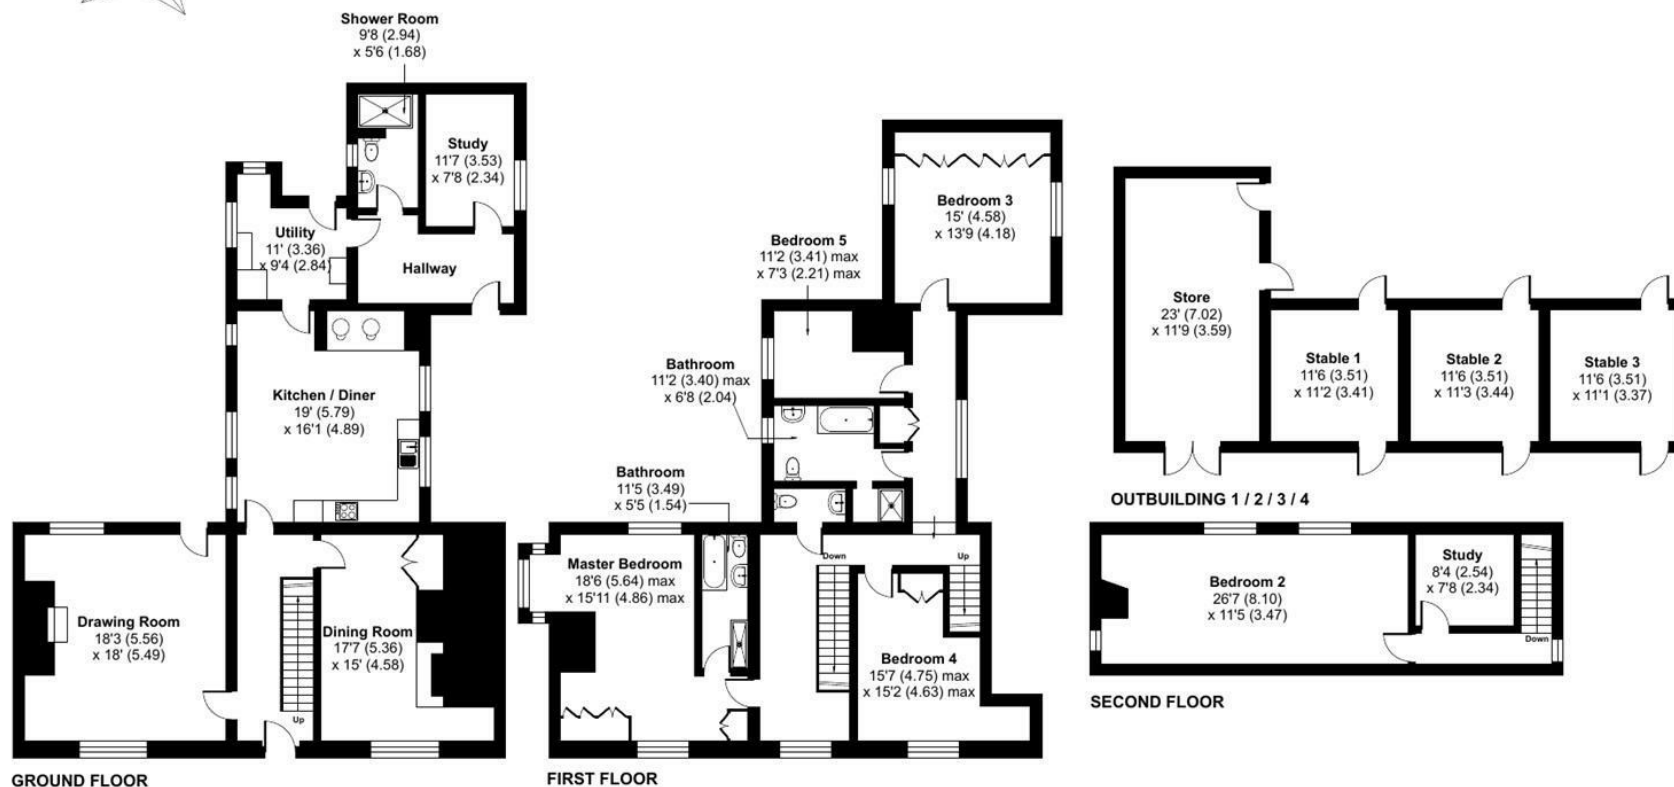 Shower Room
9'8 (2.94)
x 5'6 (1.68)
Study
11'7 (3.53)
x 7'8 (2.34)
Utility
11' (3.36)
x 9'4 (2.84)
Hallway
Kitchen / Diner
19' (5.79)
x 16'1 (4.89)
Drawing Room
18'3 (5.56)
x 18' (5.49)
Dining Room
17'7 (5.36)
x 15' (4.58)
Up
GROUND FLOOR
Bedroom 3
15' (4.58)
x 13'9 (4.18)
Bedroom 5
11'2 (3.41) max
x 7'3 (2.21) max
Bathroom
11'2 (3.40) max
x 6'8 (2.04)
Bathroom
11'5 (3.49)
x 5'5 (1.54)
Down
Up
Master Bedroom
18'6 (5.64) max
x 15'11 (4.86) max
Bedroom 4
15'7 (4.75) max
x 15'2 (4.63) max
FIRST FLOOR
Store
23' (7.02)
x 11'9 (3.59)
Stable 1
11'6 (3.51)
x 11'2 (3.41)
Stable 2
11'6 (3.51)
x 11'3 (3.44)
Stable 3
11'6 (3.51)
x 11'1 (3.37)
OUTBUILDING 1 / 2 / 3 / 4
Bedroom 2
26'7 (8.10)
x 11'5 (3.47)
Study
8'4 (2.54)
x 7'8 (2.34)
Down
SECOND FLOOR